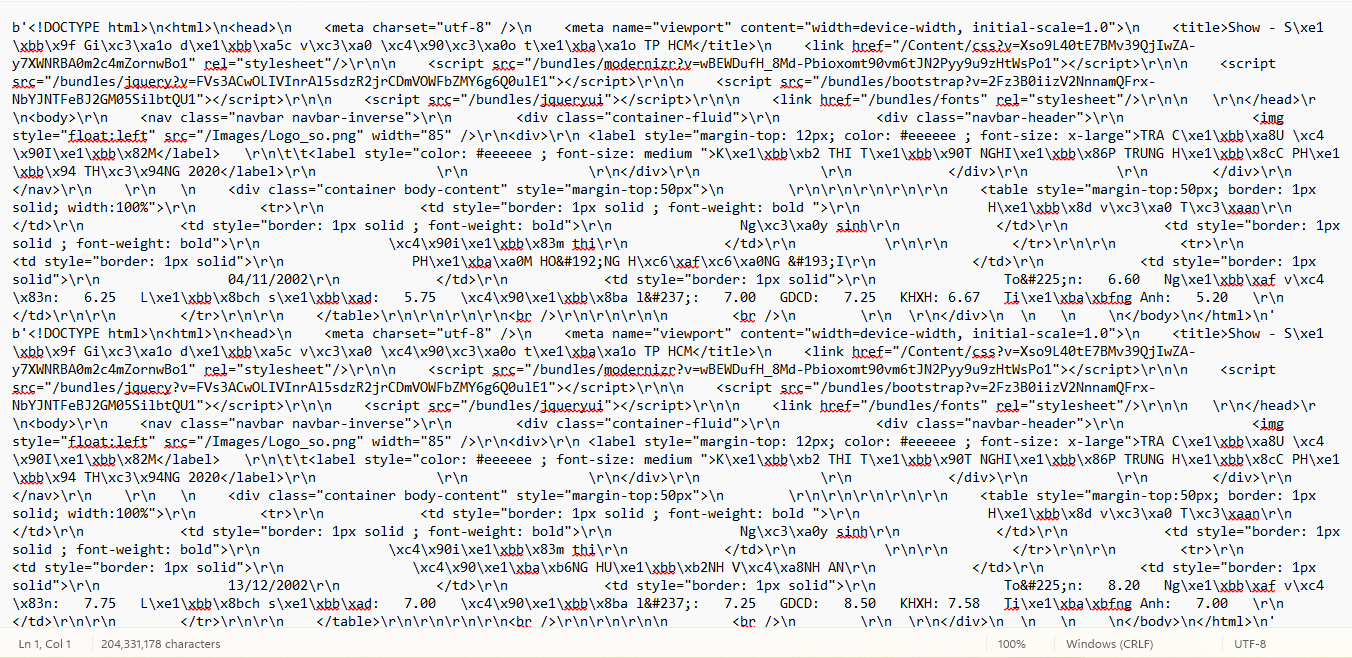 b'<!DOCTYPE html>\n<html>\n<head>\n    <meta charset="utf-8" />\n    <meta name="viewport" content="width=device-width, initial-scale=1.0">\n    <title>Show - S\xe1
\xbb\x9f Gi\xc3\xa1o d\xe1\xbb\xa5c v\xc3\xa0 \xc4\x90\xc3\xa0o t\xe1\xba\xa1o TP HCM</title>\n    <link href="/Content/css?v=Xso9L40tE7BMv39QjIwZA-
y7XWNRBA0m2c4mZornwBo1" rel="stylesheet"/>\r\n\n    <script src="/bundles/modernizr?v=wBEWDufH_8Md-Pbioxomt90vm6tJN2Pyy9u9zHtWsPo1"></script>\r\n\n    <script
src="/bundles/jquery?v=FVs3ACwOLIVInrAl5sdzR2jrCDmVOWFbZMY6g6Q0ulE1"></script>\r\n\n    <script src="/bundles/bootstrap?v=2Fz3B0iizV2NnnamQFrx-
NbYJNTFeBJ2GM05SilbtQU1"></script>\r\n\n    <script src="/bundles/jqueryui"></script>\r\n\n    <link href="/bundles/fonts" rel="stylesheet"/>\r\n\n    \r\n</head>\r
\n<body>\r\n    <nav class="navbar navbar-inverse">\r\n        <div class="container-fluid">\r\n            <div class="navbar-header">\r\n                <img
style="float:left" src="/Images/Logo_so.png" width="85" />\r\n<div>\r\n <label style="margin-top: 12px; color: #eeeeee ; font-size: x-large">TRA C\xe1\xbb\xa8U \xc4
\x90I\xe1\xbb\x82M</label>   \r\n\t\t<label style="color: #eeeeee ; font-size: medium ">K\xe1\xbb\xb2 THI T\xe1\xbb\x90T NGHI\xe1\xbb\x86P TRUNG H\xe1\xbb\x8cC PH\xe1
\xbb\x94 TH\xc3\x94NG 2020</label>\r\n                \r\n            \r\n</div>\r\n                \r\n            </div>\r\n        \r\n        </div>\r\n
</nav>\r\n    \r\n   \n    <div class="container body-content" style="margin-top:50px">\n        \r\n\r\n\r\n\r\n\r\n    <table style="margin-top:50px; border: 1px
solid; width:100%">\r\n        <tr>\r\n            <td style="border: 1px solid ; font-weight: bold ">\r\n                H\xe1\xbb\x8d v\xc3\xa0 T\xc3\xaan\r\n
</td>\r\n            <td style="border: 1px solid ; font-weight: bold">\r\n                Ng\xc3\xa0y sinh\r\n            </td>\r\n            <td style="border: 1px
solid ; font-weight: bold">\r\n                \xc4\x90i\xe1\xbb\x83m thi\r\n            </td>\r\n            \r\n\r\n        </tr>\r\n\r\n        <tr>\r\n
<td style="border: 1px solid">\r\n                PH\xe1\xba\xa0M HO&#192;NG H\xc6\xaf\xc6\xa0NG &#193;I\r\n                </td>\r\n                <td style="border: 1px
solid">\r\n                04/11/2002\r\n            </td>\r\n                <td style="border: 1px solid">\r\n                To&#225;n:   6.60   Ng\xe1\xbb\xaf v\xc4
\x83n:   6.25   L\xe1\xbb\x8bch s\xe1\xbb\xad:   5.75   \xc4\x90\xe1\xbb\x8ba l&#237;:   7.00   GDCD:   7.25   KHXH: 6.67   Ti\xe1\xba\xbfng Anh:   5.20   \r\n
</td>\r\n\r\n        </tr>\r\n    </table>\r\n\r\n\r\n\r\n<br />\r\n\r\n\r\n\r\n        <br />\n        \r\n  \r\n</div>\n  \n   \n    \n</body>\n</html>\n'
b'<!DOCTYPE html>\n<html>\n<head>\n    <meta charset="utf-8" />\n    <meta name="viewport" content="width=device-width, initial-scale=1.0">\n    <title>Show - S\xe1
\xbb\x9f Gi\xc3\xa1o d\xe1\xbb\xa5c v\xc3\xa0 \xc4\x90\xc3\xa0o t\xe1\xba\xa1o TP HCM</title>\n    <link href="/Content/css?v=Xso9L40tE7BMv39QjIwZA-
y7XWNRBA0m2c4mZornwBo1" rel="stylesheet"/>\r\n\n    <script src="/bundles/modernizr?v=wBEWDufH_8Md-Pbioxomt90vm6tJN2Pyy9u9zHtWsPo1"></script>\r\n\n    <script
src="/bundles/jquery?v=FVs3ACwOLIVInrAl5sdzR2jrCDmVOWFbZMY6g6Q0ulE1"></script>\r\n\n    <script src="/bundles/bootstrap?v=2Fz3B0iizV2NnnamQFrx-
NbYJNTFeBJ2GM05SilbtQU1"></script>\r\n\n    <script src="/bundles/jqueryui"></script>\r\n\n    <link href="/bundles/fonts" rel="stylesheet"/>\r\n\n    \r\n</head>\r
\n<body>\r\n    <nav class="navbar navbar-inverse">\r\n        <div class="container-fluid">\r\n            <div class="navbar-header">\r\n                <img
style="float:left" src="/Images/Logo_so.png" width="85" />\r\n<div>\r\n <label style="margin-top: 12px; color: #eeeeee ; font-size: x-large">TRA C\xe1\xbb\xa8U \xc4
\x90I\xe1\xbb\x82M</label>   \r\n\t\t<label style="color: #eeeeee ; font-size: medium ">K\xe1\xbb\xb2 THI T\xe1\xbb\x90T NGHI\xe1\xbb\x86P TRUNG H\xe1\xbb\x8cC PH\xe1
\xbb\x94 TH\xc3\x94NG 2020</label>\r\n                \r\n            \r\n</div>\r\n                \r\n            </div>\r\n        \r\n        </div>\r\n
</nav>\r\n    \r\n   \n    <div class="container body-content" style="margin-top:50px">\n        \r\n\r\n\r\n\r\n\r\n    <table style="margin-top:50px; border: 1px
solid; width:100%">\r\n        <tr>\r\n            <td style="border: 1px solid ; font-weight: bold ">\r\n                H\xe1\xbb\x8d v\xc3\xa0 T\xc3\xaan\r\n
</td>\r\n            <td style="border: 1px solid ; font-weight: bold">\r\n                Ng\xc3\xa0y sinh\r\n            </td>\r\n            <td style="border: 1px
solid ; font-weight: bold">\r\n                \xc4\x90i\xe1\xbb\x83m thi\r\n            </td>\r\n            \r\n\r\n        </tr>\r\n\r\n        <tr>\r\n
<td style="border: 1px solid">\r\n                \xc4\x90\xe1\xba\xb6NG HU\xe1\xbb\xb2NH V\xc4\xa8NH AN\r\n                </td>\r\n                <td style="border: 1px
solid">\r\n                13/12/2002\r\n            </td>\r\n                <td style="border: 1px solid">\r\n                To&#225;n:   8.20   Ng\xe1\xbb\xaf v\xc4
\x83n:   7.75   L\xe1\xbb\x8bch s\xe1\xbb\xad:   7.00   \xc4\x90\xe1\xbb\x8ba l&#237;:   7.25   GDCD:   8.50   KHXH: 7.58   Ti\xe1\xba\xbfng Anh:   7.00   \r\n
</td>\r\n\r\n        </tr>\r\n    </table>\r\n\r\n\r\n\r\n<br />\r\n\r\n\r\n\r\n        <br />\n        \r\n  \r\n</div>\n  \n   \n    \n</body>\n</html>\n'
Ln 1, Col 1    204,331,178 characters    100%    Windows (CRLF)    UTF-8